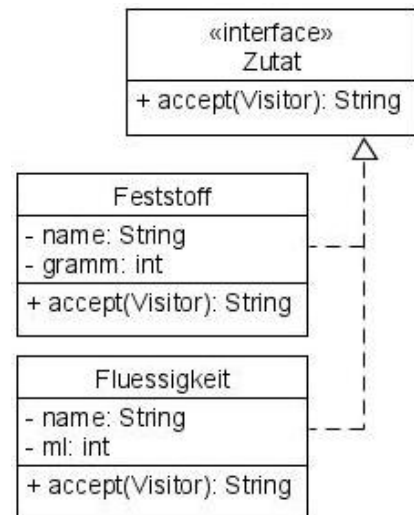 «interface»
Zutat
+ accept(Visitor): String
Feststoff
- name: String
- gramm: int
+ accept(Visitor): String
Fluessigkeit
- name: String
- ml: int
+ accept(Visitor): String